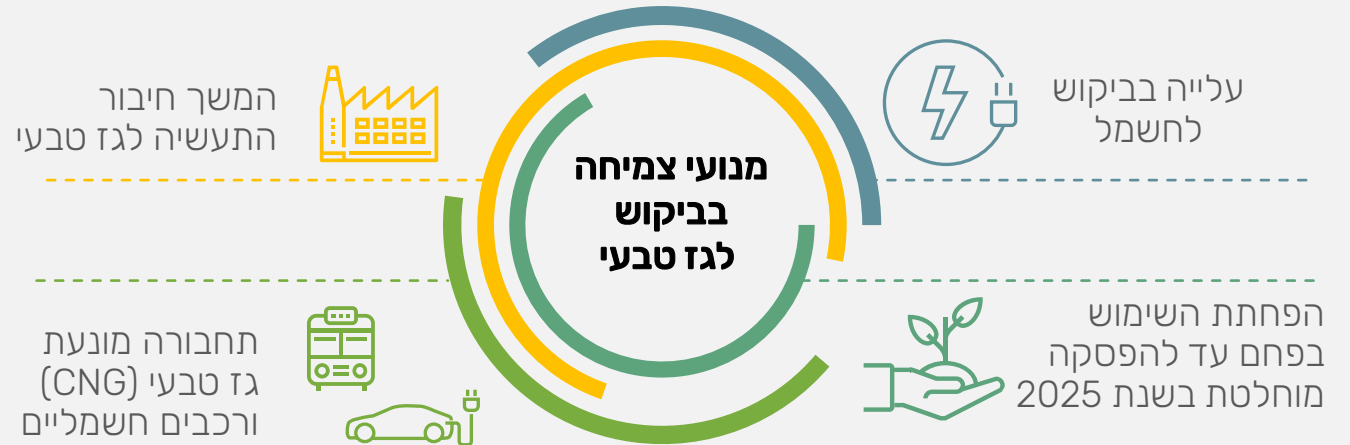 מנועי צמיחה
בביקוש
לגז טבעי
עלייה בביקוש
לחשמל
המשך חיבור
התעשיה לגז טבעי
הפחתת השימוש
בפחם עד להפסקה
מוחלטת בשנת 2025
תחבורה מונעת
גז טבעי (CNG)
ורכבים חשמליים